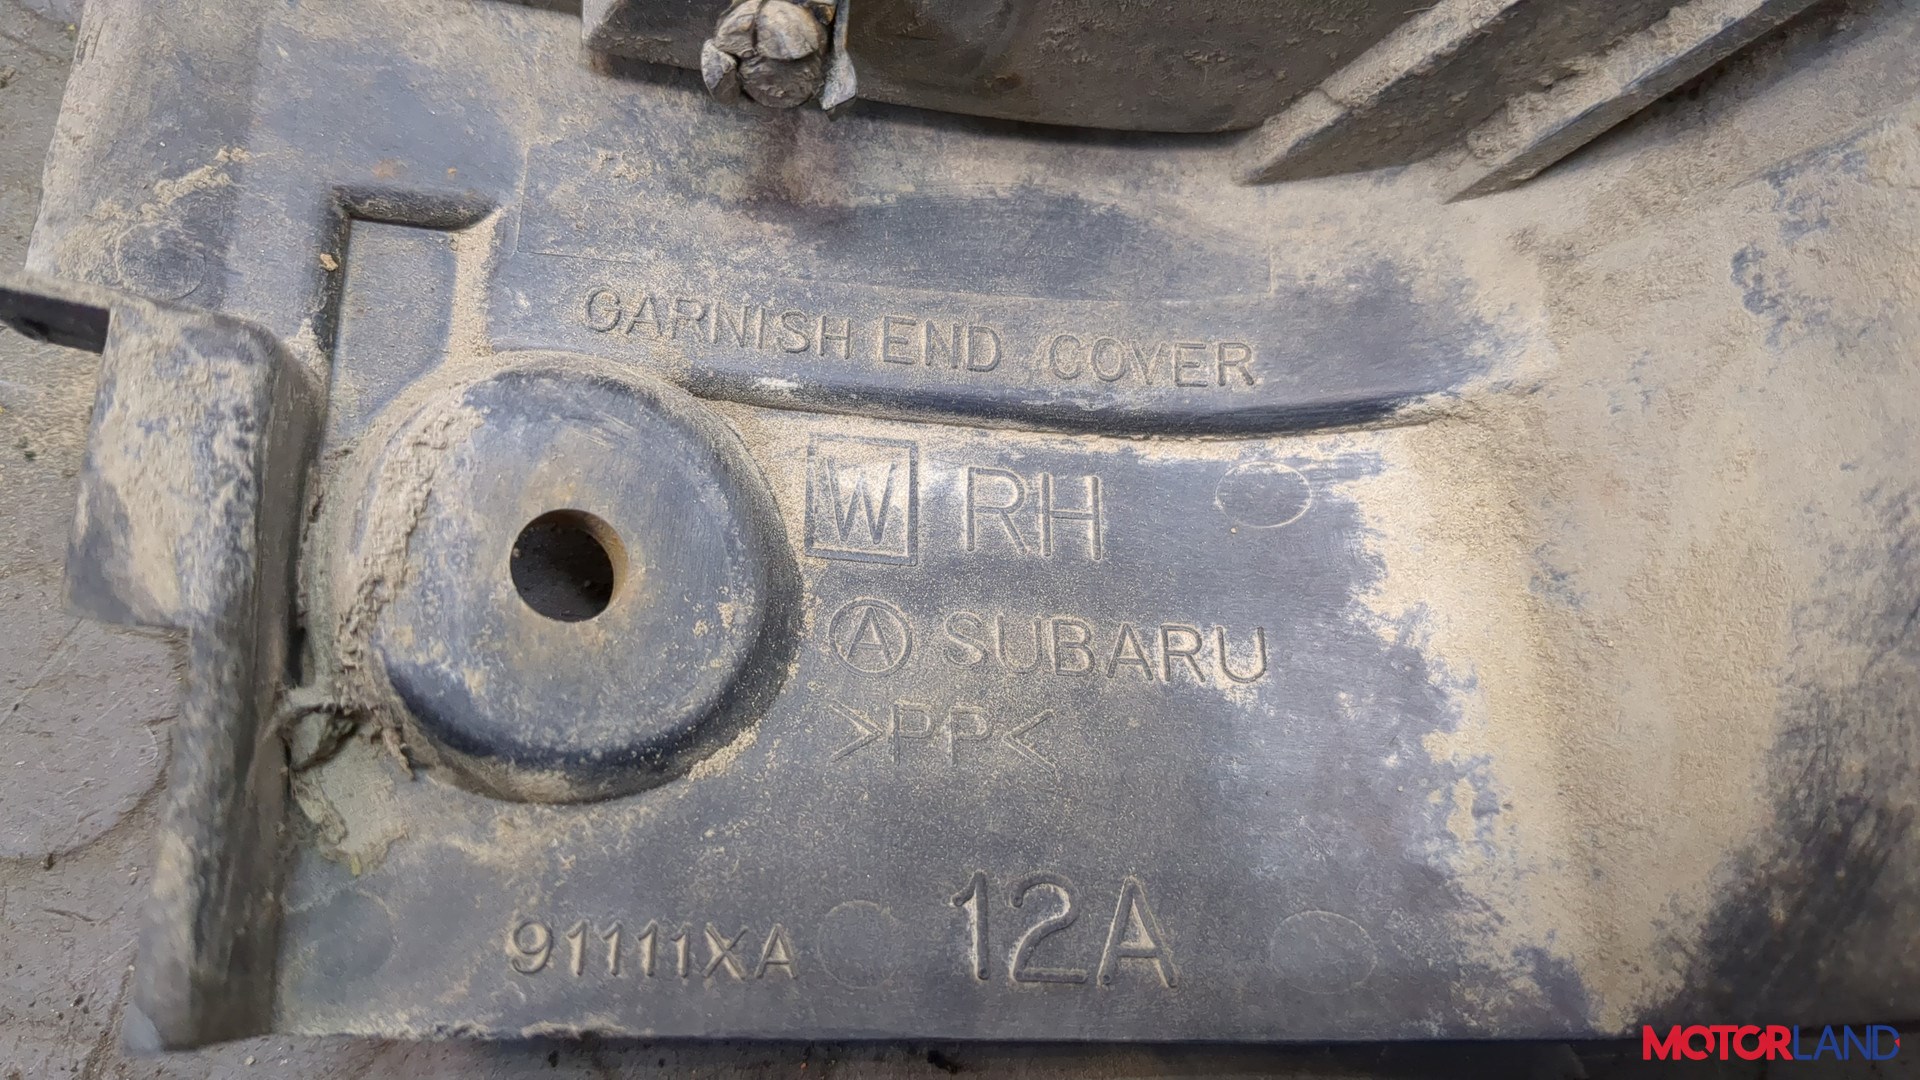 GARNISH END COVER
W RH
A SUBARU
>PP<
91111XA 12A
MOTORLAND